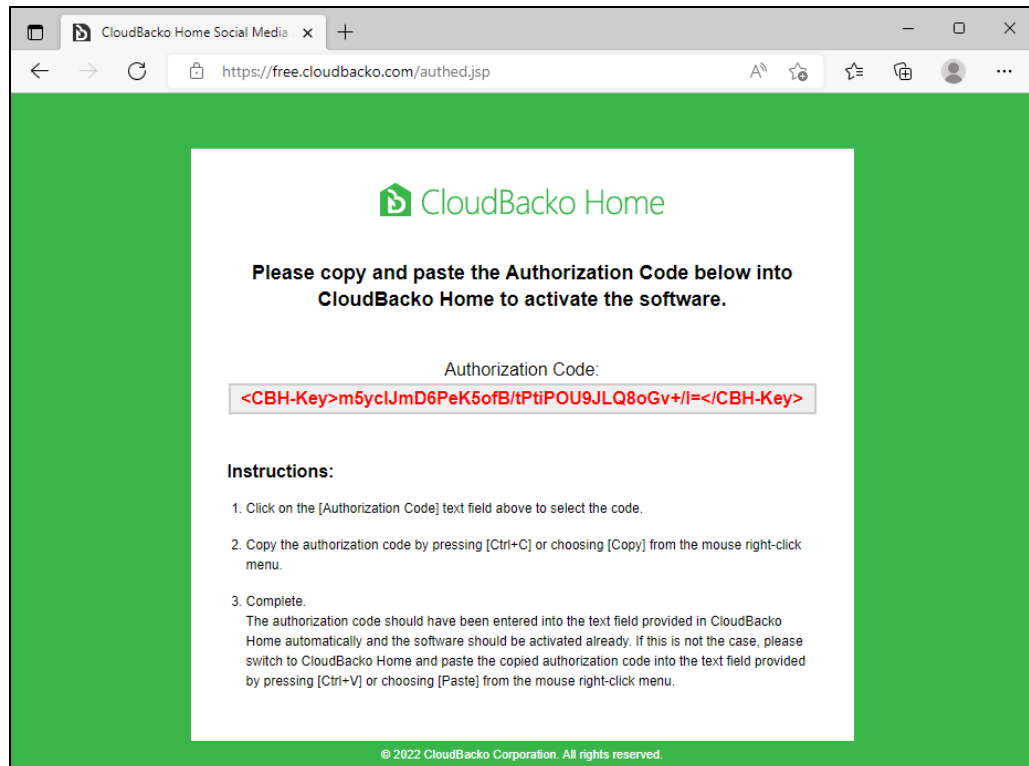 CloudBacko Home Social Media
https://free.cloudbacko.com/authed.jsp
CloudBacko Home
Please copy and paste the Authorization Code below into
CloudBacko Home to activate the software.
Authorization Code:
<CBH-Key>m5ycIJmD6PeK5ofB/tPtiPOU9JLQ8oGv+/I=</CBH-Key>
Instructions:
1. Click on the [Authorization Code] text field above to select the code.
2. Copy the authorization code by pressing [Ctrl+C] or choosing [Copy] from the mouse right-click
menu.
3. Complete.
The authorization code should have been entered into the text field provided in CloudBacko
Home automatically and the software should be activated already. If this is not the case, please
switch to CloudBacko Home and paste the copied authorization code into the text field provided
by pressing [Ctrl+V] or choosing [Paste] from the mouse right-click menu.
© 2022 CloudBacko Corporation. All rights reserved.